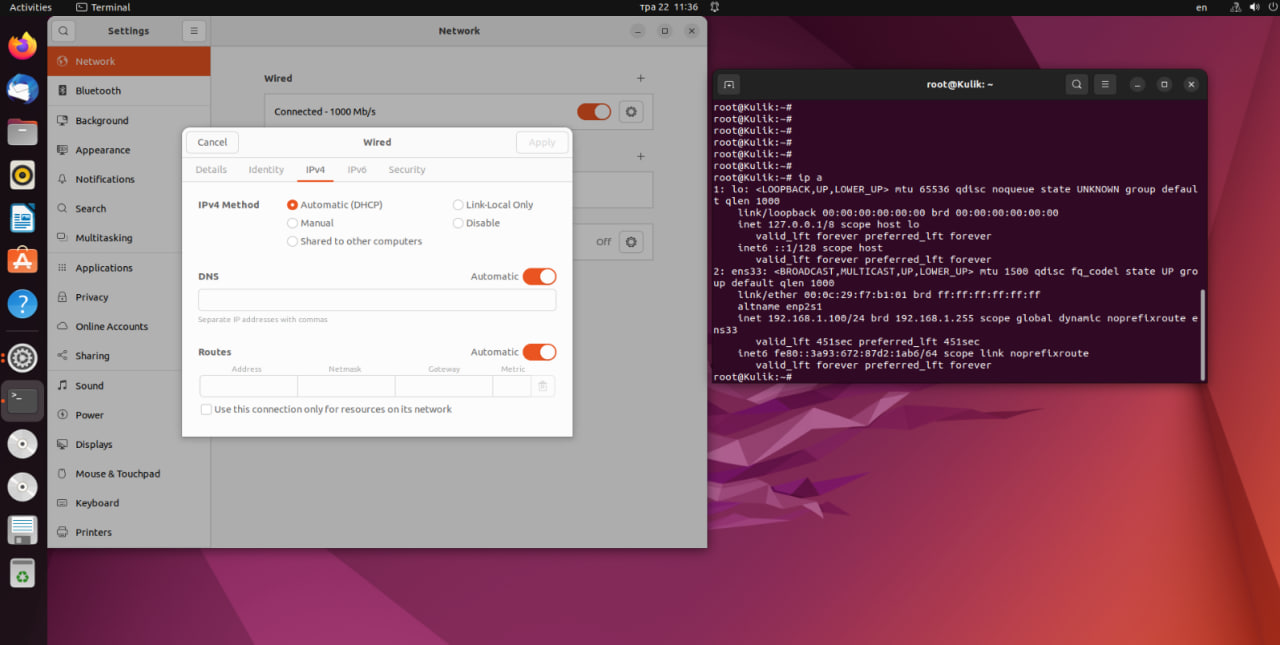 Activities
Terminal
тра 22 11:36
en
Settings
Network
Network
Bluetooth
Background
Appearance
Notifications
Search
Multitasking
Applications
Privacy
Online Accounts
Sharing
Sound
Power
Displays
Mouse & Touchpad
Keyboard
Printers
Wired
Connected - 1000 Mb/s
Off
Cancel
Wired
Apply
Details
Identity
IPv4
IPv6
Security
IPv4 Method
Automatic (DHCP)
Link-Local Only
Manual
Disable
Shared to other computers
DNS
Automatic
Separate IP addresses with commas
Routes
Automatic
Address
Netmask
Gateway
Metric
Use this connection only for resources on its network
root@Kulik: ~
root@Kulik:~#
root@Kulik:~#
root@Kulik:~#
root@Kulik:~#
root@Kulik:~#
root@Kulik:~#
root@Kulik:~# ip a
1: lo: <LOOPBACK,UP,LOWER_UP> mtu 65536 qdisc noqueue state UNKNOWN group defaul
t qlen 1000
link/loopback 00:00:00:00:00:00 brd 00:00:00:00:00:00
inet 127.0.0.1/8 scope host lo
valid_lft forever preferred_lft forever
inet6 ::1/128 scope host
valid_lft forever preferred_lft forever
2: ens33: <BROADCAST,MULTICAST,UP,LOWER_UP> mtu 1500 qdisc fq_codel state UP gro
up default qlen 1000
link/ether 00:0c:29:f7:b1:01 brd ff:ff:ff:ff:ff:ff
altname enp2s1
inet 192.168.1.100/24 brd 192.168.1.255 scope global dynamic noprefixroute e
ns33
valid_lft 451sec preferred_lft 451sec
inet6 fe80::3a93:672:87d2:1ab6/64 scope link noprefixroute
valid_lft forever preferred_lft forever
root@Kulik:~#